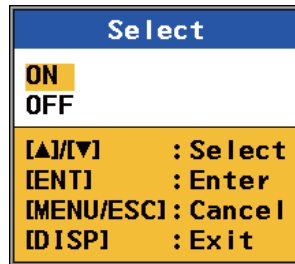 Select
ON
OFF
[▲]/[▼] : Select
[ENT] : Enter
[MENU/ESC] : Cancel
[DISP] : Exit